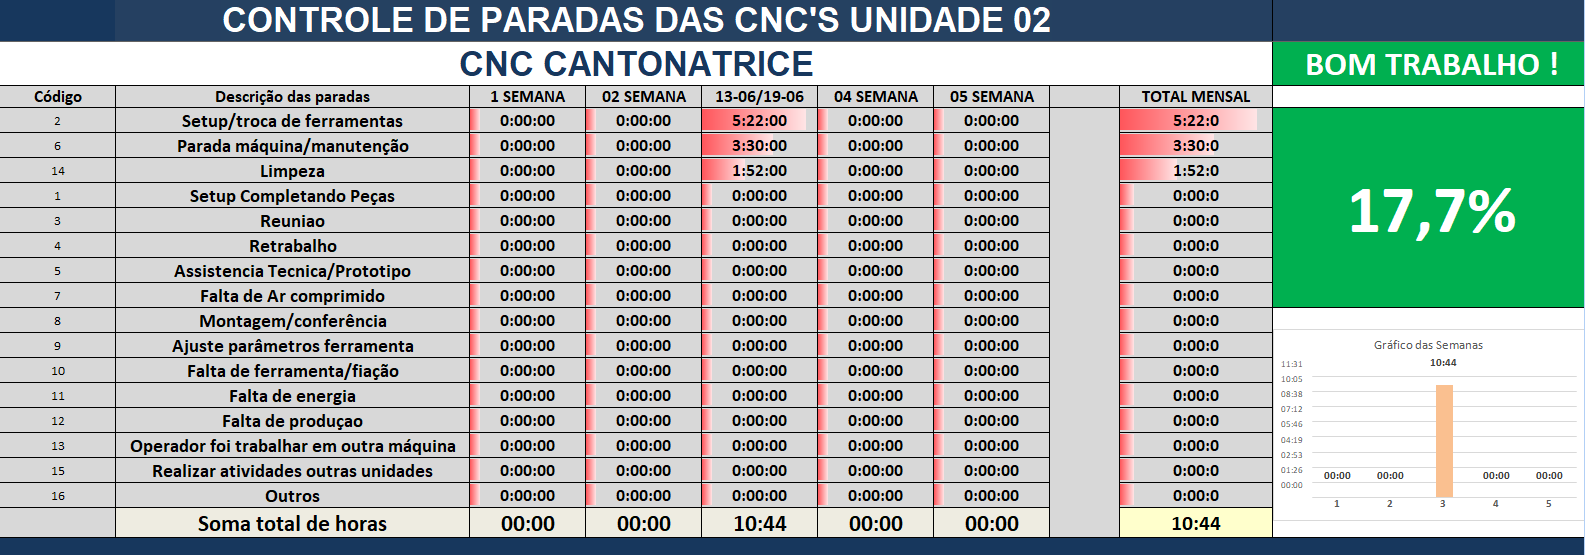 CONTROLE DE PARADAS DAS CNC'S UNIDADE 02
CNC CANTONATRICE BOM TRABALHO !
Código Descrição das paradas 1 SEMANA 02 SEMANA 13-06/19-06 04 SEMANA 05 SEMANA TOTAL MENSAL
2 Setup/troca de ferramentas 0:00:00 0:00:00 5:22:00 0:00:00 0:00:00 5:22:0
6 Parada máquina/manutenção 0:00:00 0:00:00 3:30:00 0:00:00 0:00:00 3:30:0
14 Limpeza 0:00:00 0:00:00 1:52:00 0:00:00 0:00:00 1:52:0
1 Setup Completando Peças 0:00:00 0:00:00 0:00:00 0:00:00 0:00:00 0:00:0
3 Reuniao 0:00:00 0:00:00 0:00:00 0:00:00 0:00:00 0:00:0
4 Retrabalho 0:00:00 0:00:00 0:00:00 0:00:00 0:00:00 0:00:0
5 Assistencia Tecnica/Prototipo 0:00:00 0:00:00 0:00:00 0:00:00 0:00:00 0:00:0
7 Falta de Ar comprimido 0:00:00 0:00:00 0:00:00 0:00:00 0:00:00 0:00:0
8 Montagem/conferência 0:00:00 0:00:00 0:00:00 0:00:00 0:00:00 0:00:0
9 Ajuste parâmetros ferramenta 0:00:00 0:00:00 0:00:00 0:00:00 0:00:00 0:00:0
10 Falta de ferramenta/fiação 0:00:00 0:00:00 0:00:00 0:00:00 0:00:00 0:00:0
11 Falta de energia 0:00:00 0:00:00 0:00:00 0:00:00 0:00:00 0:00:0
12 Falta de produçao 0:00:00 0:00:00 0:00:00 0:00:00 0:00:00 0:00:0
13 Operador foi trabalhar em outra máquina 0:00:00 0:00:00 0:00:00 0:00:00 0:00:00 0:00:0
15 Realizar atividades outras unidades 0:00:00 0:00:00 0:00:00 0:00:00 0:00:00 0:00:0
16 Outros 0:00:00 0:00:00 0:00:00 0:00:00 0:00:00 0:00:0
Soma total de horas 00:00 00:00 10:44 00:00 00:00 10:44
17,7%
Gráfico das Semanas
10:44
11:31
10:05
08:38
07:12
05:46
04:19
02:53
01:26
00:00
00:00 00:00 00:00 00:00
1 2 3 4 5